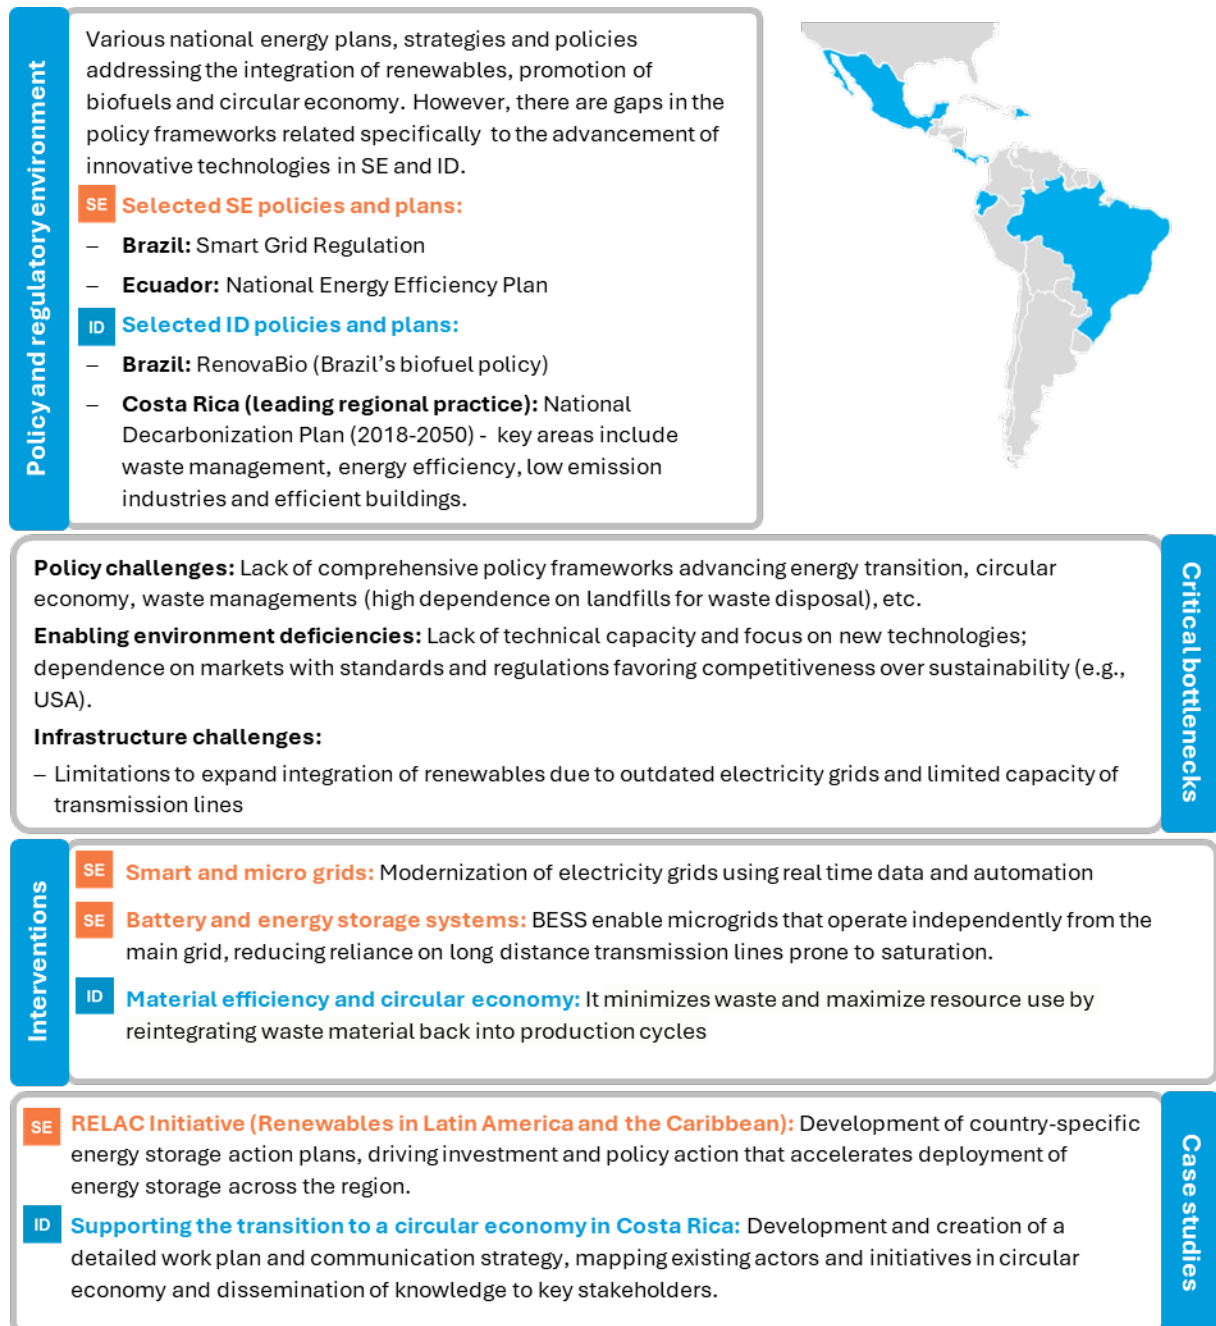 Policy and regulatory environment
Various national energy plans, strategies and policies
addressing the integration of renewables, promotion of
biofuels and circular economy. However, there are gaps in the
policy frameworks related specifically to the advancement of
innovative technologies in SE and ID.
SE Selected SE policies and plans:
– Brazil: Smart Grid Regulation
– Ecuador: National Energy Efficiency Plan
ID Selected ID policies and plans:
– Brazil: RenovaBio (Brazil's biofuel policy)
– Costa Rica (leading regional practice): National
Decarbonization Plan (2018-2050) - key areas include
waste management, energy efficiency, low emission
industries and efficient buildings.
Critical bottlenecks
Policy challenges: Lack of comprehensive policy frameworks advancing energy transition, circular
economy, waste managements (high dependence on landfills for waste disposal), etc.
Enabling environment deficiencies: Lack of technical capacity and focus on new technologies;
dependence on markets with standards and regulations favoring competitiveness over sustainability (e.g.,
USA).
Infrastructure challenges:
– Limitations to expand integration of renewables due to outdated electricity grids and limited capacity of
transmission lines
Interventions
SE Smart and micro grids: Modernization of electricity grids using real time data and automation
SE Battery and energy storage systems: BESS enable microgrids that operate independently from the
main grid, reducing reliance on long distance transmission lines prone to saturation.
ID Material efficiency and circular economy: It minimizes waste and maximize resource use by
reintegrating waste material back into production cycles
Case studies
SE RELAC Initiative (Renewables in Latin America and the Caribbean): Development of country-specific
energy storage action plans, driving investment and policy action that accelerates deployment of
energy storage across the region.
ID Supporting the transition to a circular economy in Costa Rica: Development and creation of a
detailed work plan and communication strategy, mapping existing actors and initiatives in circular
economy and dissemination of knowledge to key stakeholders.